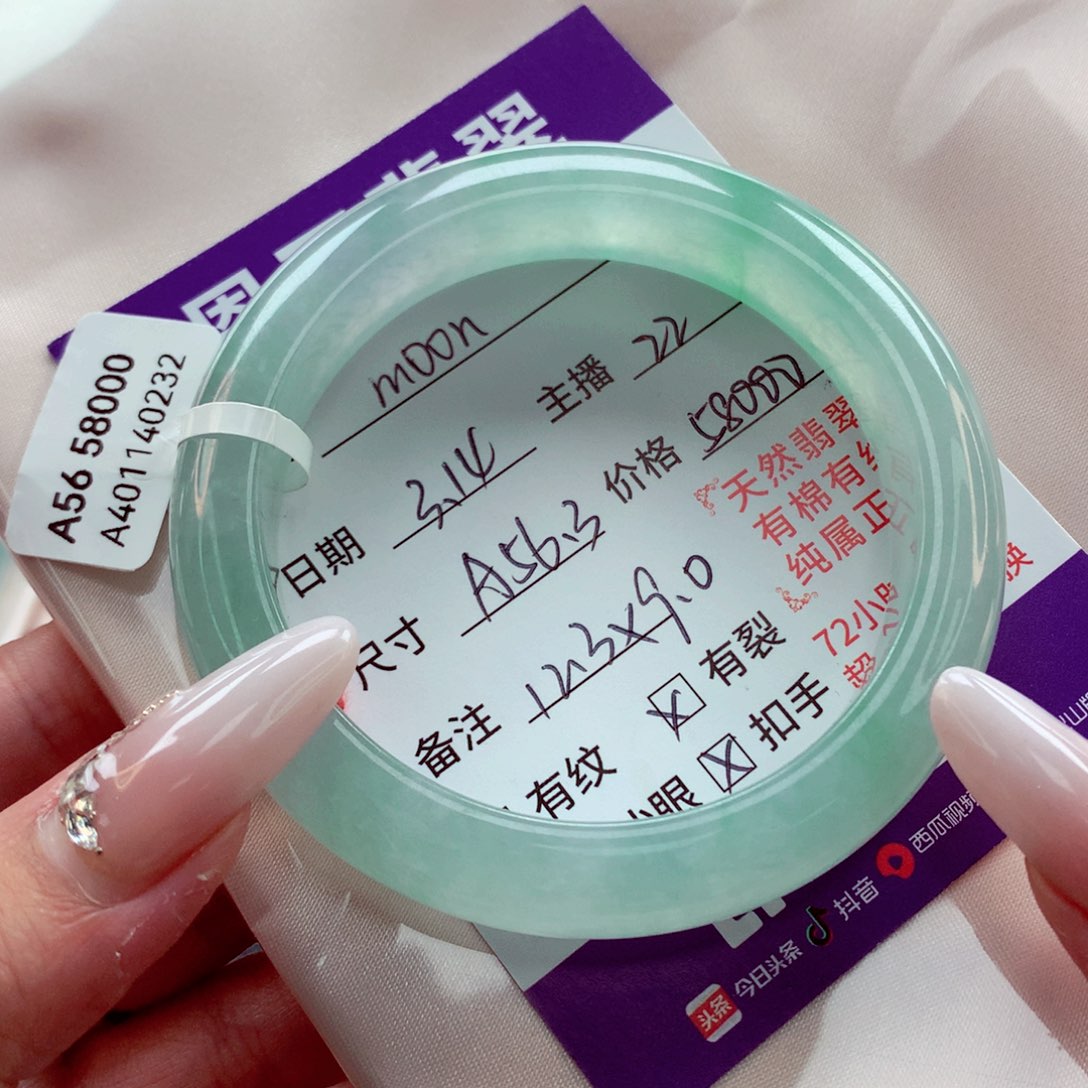 A56 58000
A401140232
moon
主播 22
日期 3.14
价格 58000
尺寸 A56.3
备注 12.3x9.0
有纹
有裂
扣手
天然翡翠
有棉有
纯属正
72小
超
换
今日头条
抖音
西瓜视频
头条